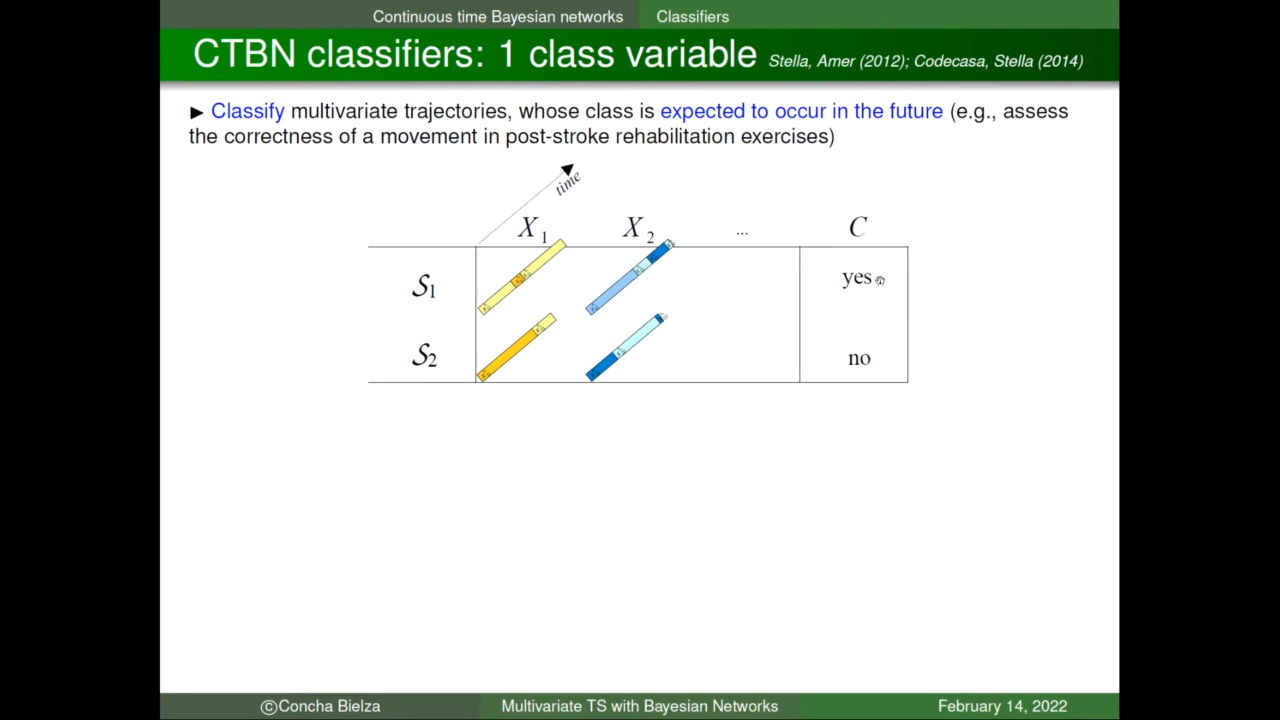 Continuous time Bayesian networks Classifiers
CTBN classifiers: 1 class variable Stella, Amer (2012); Codecasa, Stella (2014)
► Classify multivariate trajectories, whose class is expected to occur in the future (e.g., assess
the correctness of a movement in post-stroke rehabilitation exercises)
time
X1 X2 ... C
S1 yes
S2 no
©Concha Bielza Multivariate TS with Bayesian Networks February 14, 2022